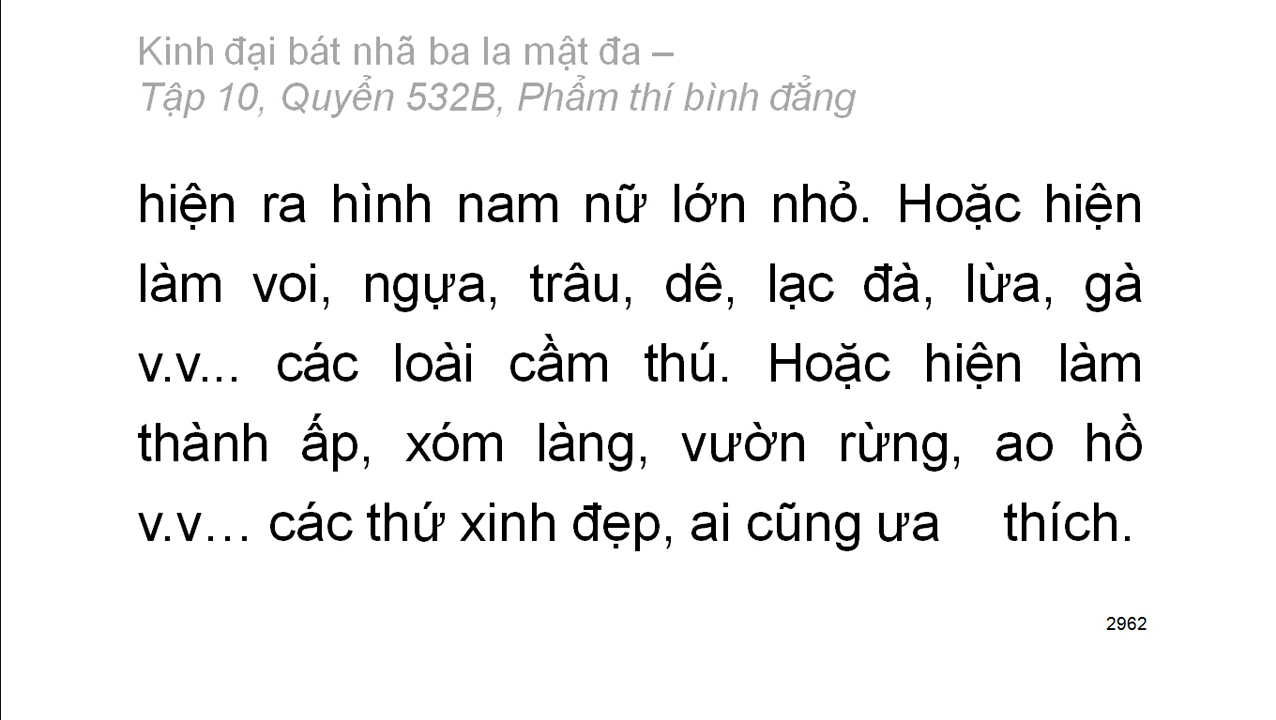 Kinh đại bát nhã ba la mật đa –
Tập 10, Quyển 532B, Phẩm thí bình đẳng
hiện ra hình nam nữ lớn nhỏ. Hoặc hiện
làm voi, ngựa, trâu, dê, lạc đà, lừa, gà
v.v... các loài cầm thú. Hoặc hiện làm
thành ấp, xóm làng, vườn rừng, ao hồ
v.v… các thứ xinh đẹp, ai cũng ưa thích.
2962